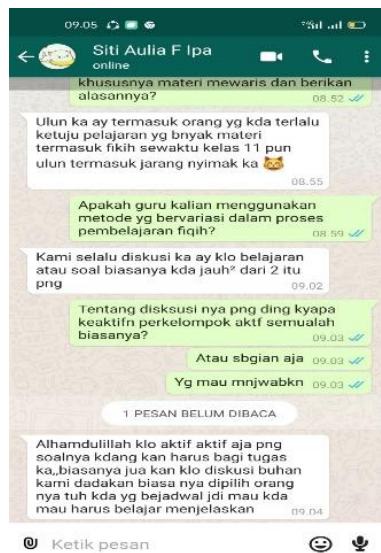 09.05
Siti Aulia F Ipa
online
khususnya materi mewaris dan berikan
alasannya?
08.52
Ulun ka ay termasuk orang yg kda terlalu
ketuju pelajaran yg bnyak materi
termasuk fikih sewaktu kelas 11 pun
ulun termasuk jarang nyimak ka
08.55
Apakah guru kalian menggunakan
metode yg bervariasi dalam proses
pembelajaran fiqih?
08.59
Kami selalu diskusi ka ay klo belajaran
atau soal biasanya kda jauh² dari 2 itu
png
09.02
Tentang disksusi nya png ding kyapa
keaktifn perkelompok aktf semualah
biasanya?
09.03
Atau sbgian aja 09.03
Yg mau mnjwabkn 09.03
1 PESAN BELUM DIBACA
Alhamdulillah klo aktif aktif aja png
soalnya kdang kan harus bagi tugas
ka,,biasanya jua kan klo diskusi buhan
kami dadakan biasa nya dipilih orang
nya tuh kda yg bejadwal jdi mau kda
mau harus belajar menjelaskan
09.04
Ketik pesan